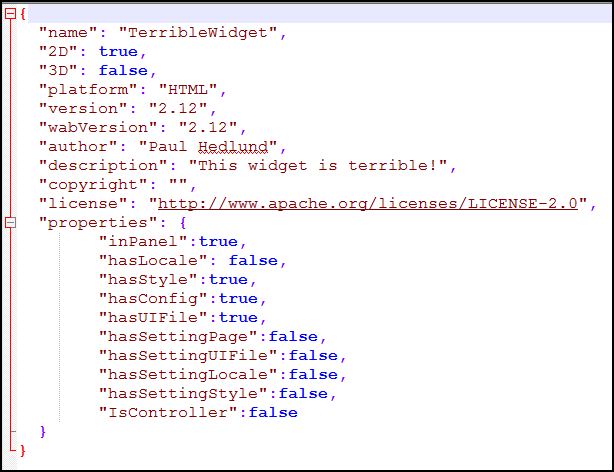 {
"name": "TerribleWidget",
"2D": true,
"3D": false,
"platform": "HTML",
"version": "2.12",
"wabVersion": "2.12",
"author": "Paul Hedlund",
"description": "This widget is terrible!",
"copyright": "",
"license": "http://www.apache.org/licenses/LICENSE-2.0",
"properties": {
"inPanel":true,
"hasLocale": false,
"hasStyle":true,
"hasConfig":true,
"hasUIFile":true,
"hasSettingPage":false,
"hasSettingUIFile":false,
"hasSettingLocale":false,
"hasSettingStyle":false,
"IsController":false
}
}